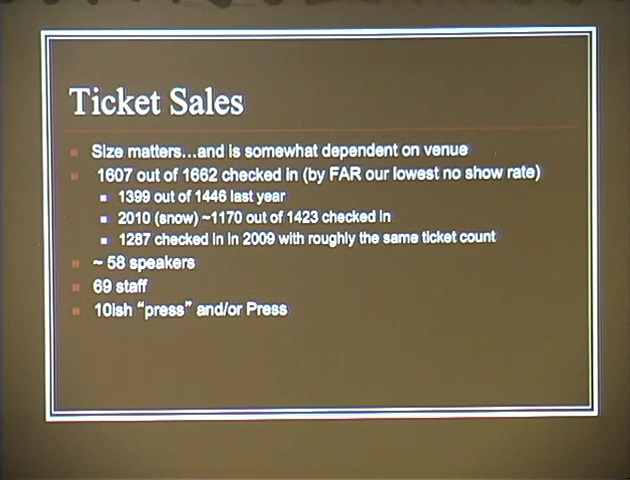 Ticket Sales
Size matters...and is somewhat dependent on venue
1607 out of 1662 checked in (by FAR our lowest no show rate)
1399 out of 1446 last year
2010 (snow) ~1170 out of 1423 checked in
1287 checked in in 2009 with roughly the same ticket count
~ 58 speakers
69 staff
10ish “press” and/or Press